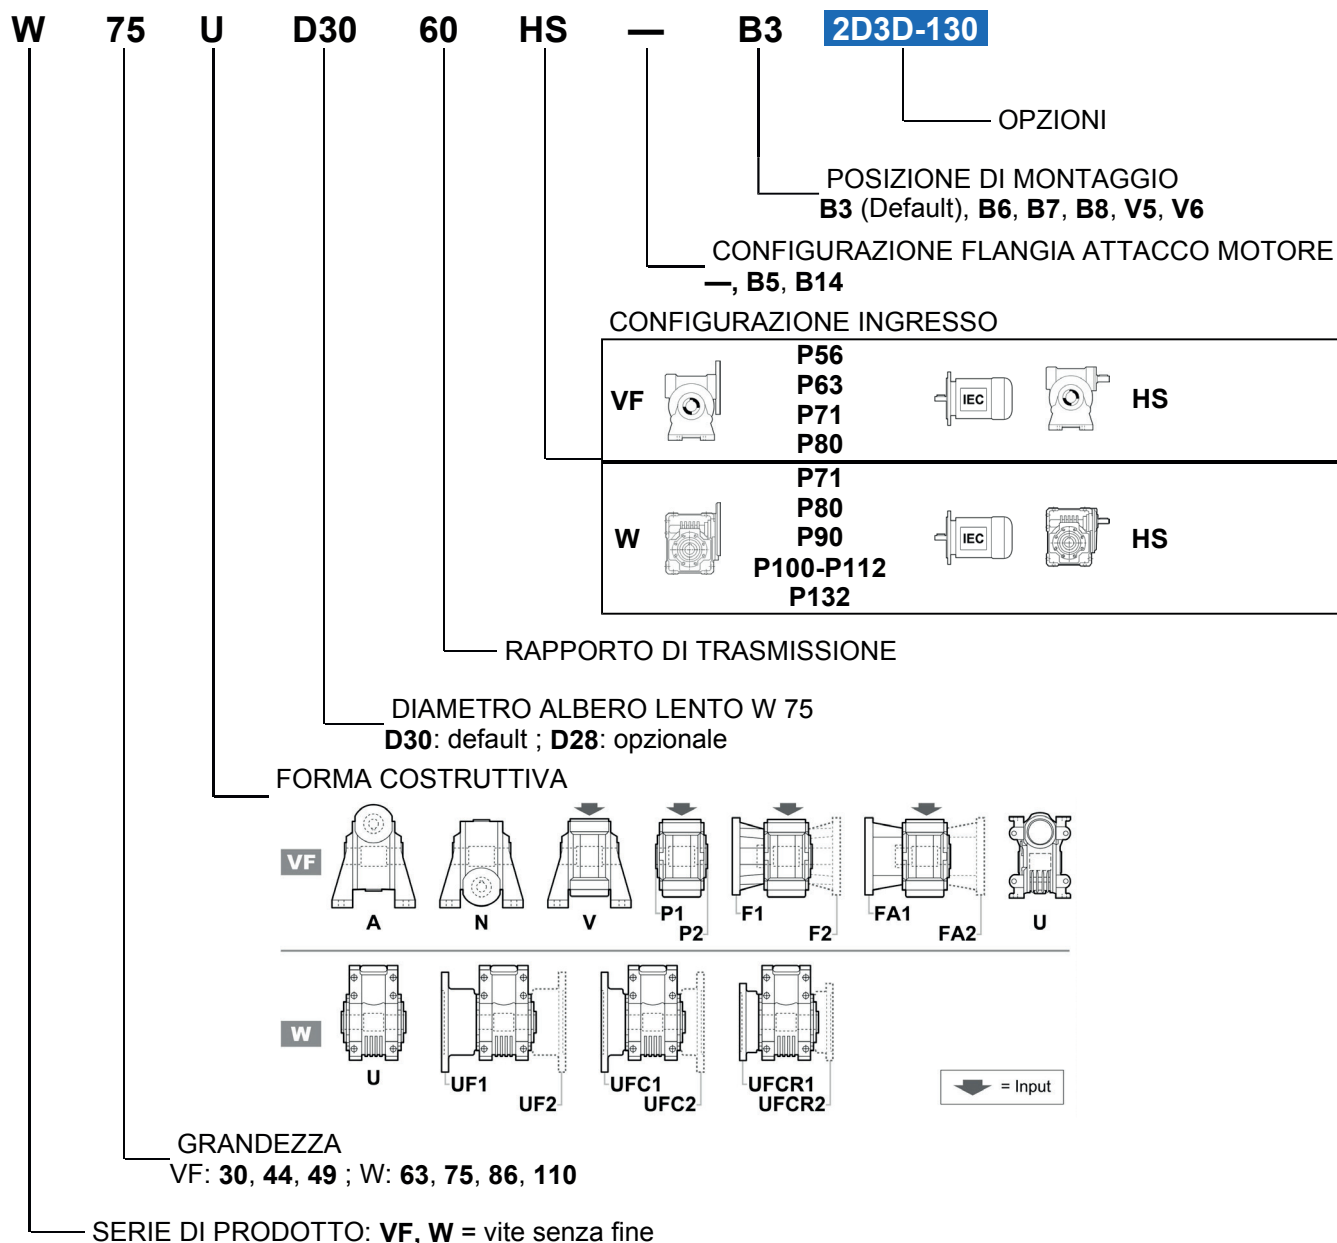 W 75 U D30 60 HS — B3 2D3D-130
OPZIONI
POSIZIONE DI MONTAGGIO
B3 (Default), B6, B7, B8, V5, V6
CONFIGURAZIONE FLANGIA ATTACCO MOTORE
—, B5, B14
CONFIGURAZIONE INGRESSO
P56
P63
VF IEC HS
P71
P80
P71
P80
W P90 IEC HS
P100-P112
P132
RAPPORTO DI TRASMISSIONE
DIAMETRO ALBERO LENTO W 75
D30: default ; D28: opzionale
FORMA COSTRUTTIVA
VF
A N V P1 P2 F1 F2 FA1 FA2 U
W
U UF1 UF2 UFC1 UFC2 UFCR1 UFCR2
= Input
GRANDEZZA
VF: 30, 44, 49 ; W: 63, 75, 86, 110
SERIE DI PRODOTTO: VF, W = vite senza fine